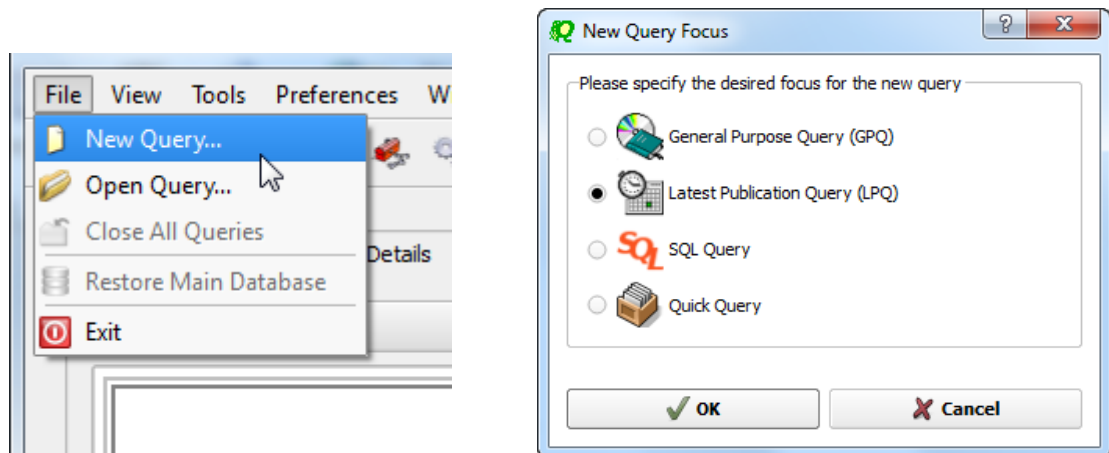 File View Tools Preferences W
New Query...
Open Query...
Close All Queries
Details
Restore Main Database
Exit
New Query Focus
Please specify the desired focus for the new query
General Purpose Query (GPQ)
Latest Publication Query (LPQ)
SQL SQL Query
Quick Query
OK Cancel